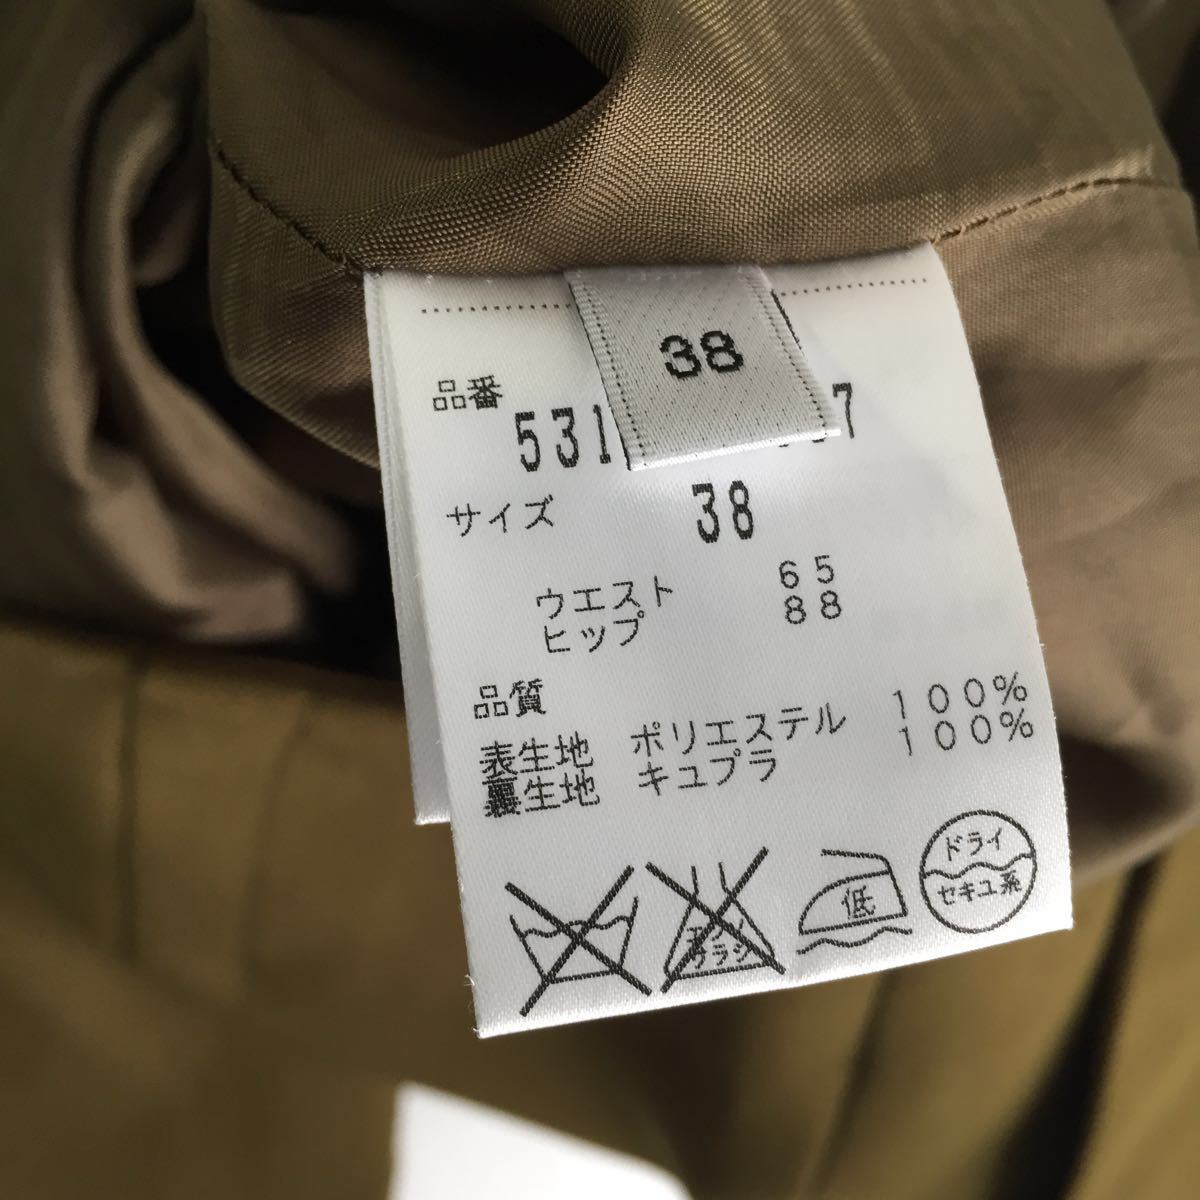 38
品番
サイズ 38
ウエスト 65
ヒップ 88
品質
表生地 ポリエステル 100%
裏生地 キュプラ 100%
低
ドライ
セキユ系